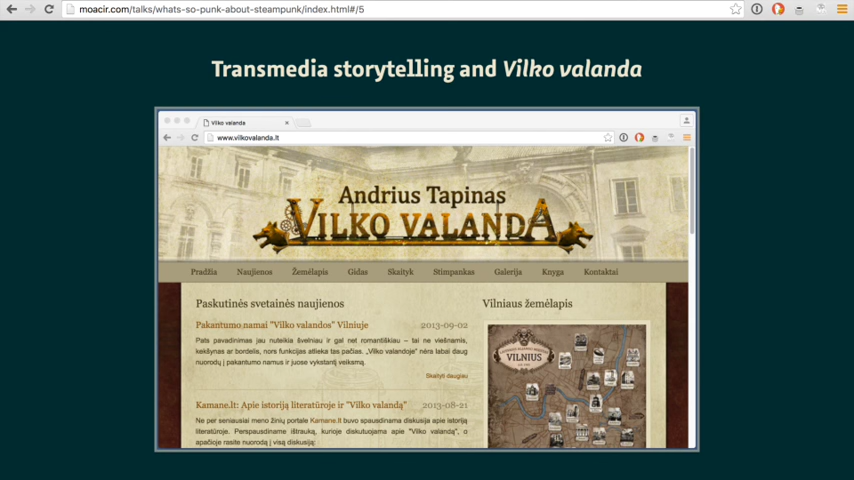 moacir.com/talks/whats-so-punk-about-steampunk/index.html#/5
Transmedia storytelling and Vilko valanda
Vilko valanda
www.vilkovalanda.lt
Andrius Tapinas
VILKO VALANDA
Pradžia Naujienos Žemėlapis Gidas Skaityk Stimpankas Galerija Knyga Kontaktai
Paskutinės svetainės naujienos
Pakantumo namai "Vilko valandos" Vilniuje 2013-09-02
Pats pavadinimas jau nuteikia švelniau ir gal net romantiškiau – tai ne viešnamis,
kekšynas ar bordelis, nors funkcijas atlieka tas pačias. „Vilko valandoje" nėra labai daug
nuorodų į pakantumo namus ir juose vykstantį veiksmą.
Skaityti daugiau
Kamane.lt: Apie istoriją literatūroje ir "Vilko valandą" 2013-08-21
Ne per seniausiai meno žinių portale Kamane.lt buvo spausdinama diskusija apie istoriją
literatūroje. Perspausdiname ištrauką, kurioje diskutuojama apie "Vilko valandą", o
apačioje rasite nuorodą į visą diskusiją:
Vilniaus žemėlapis
VILNIUS